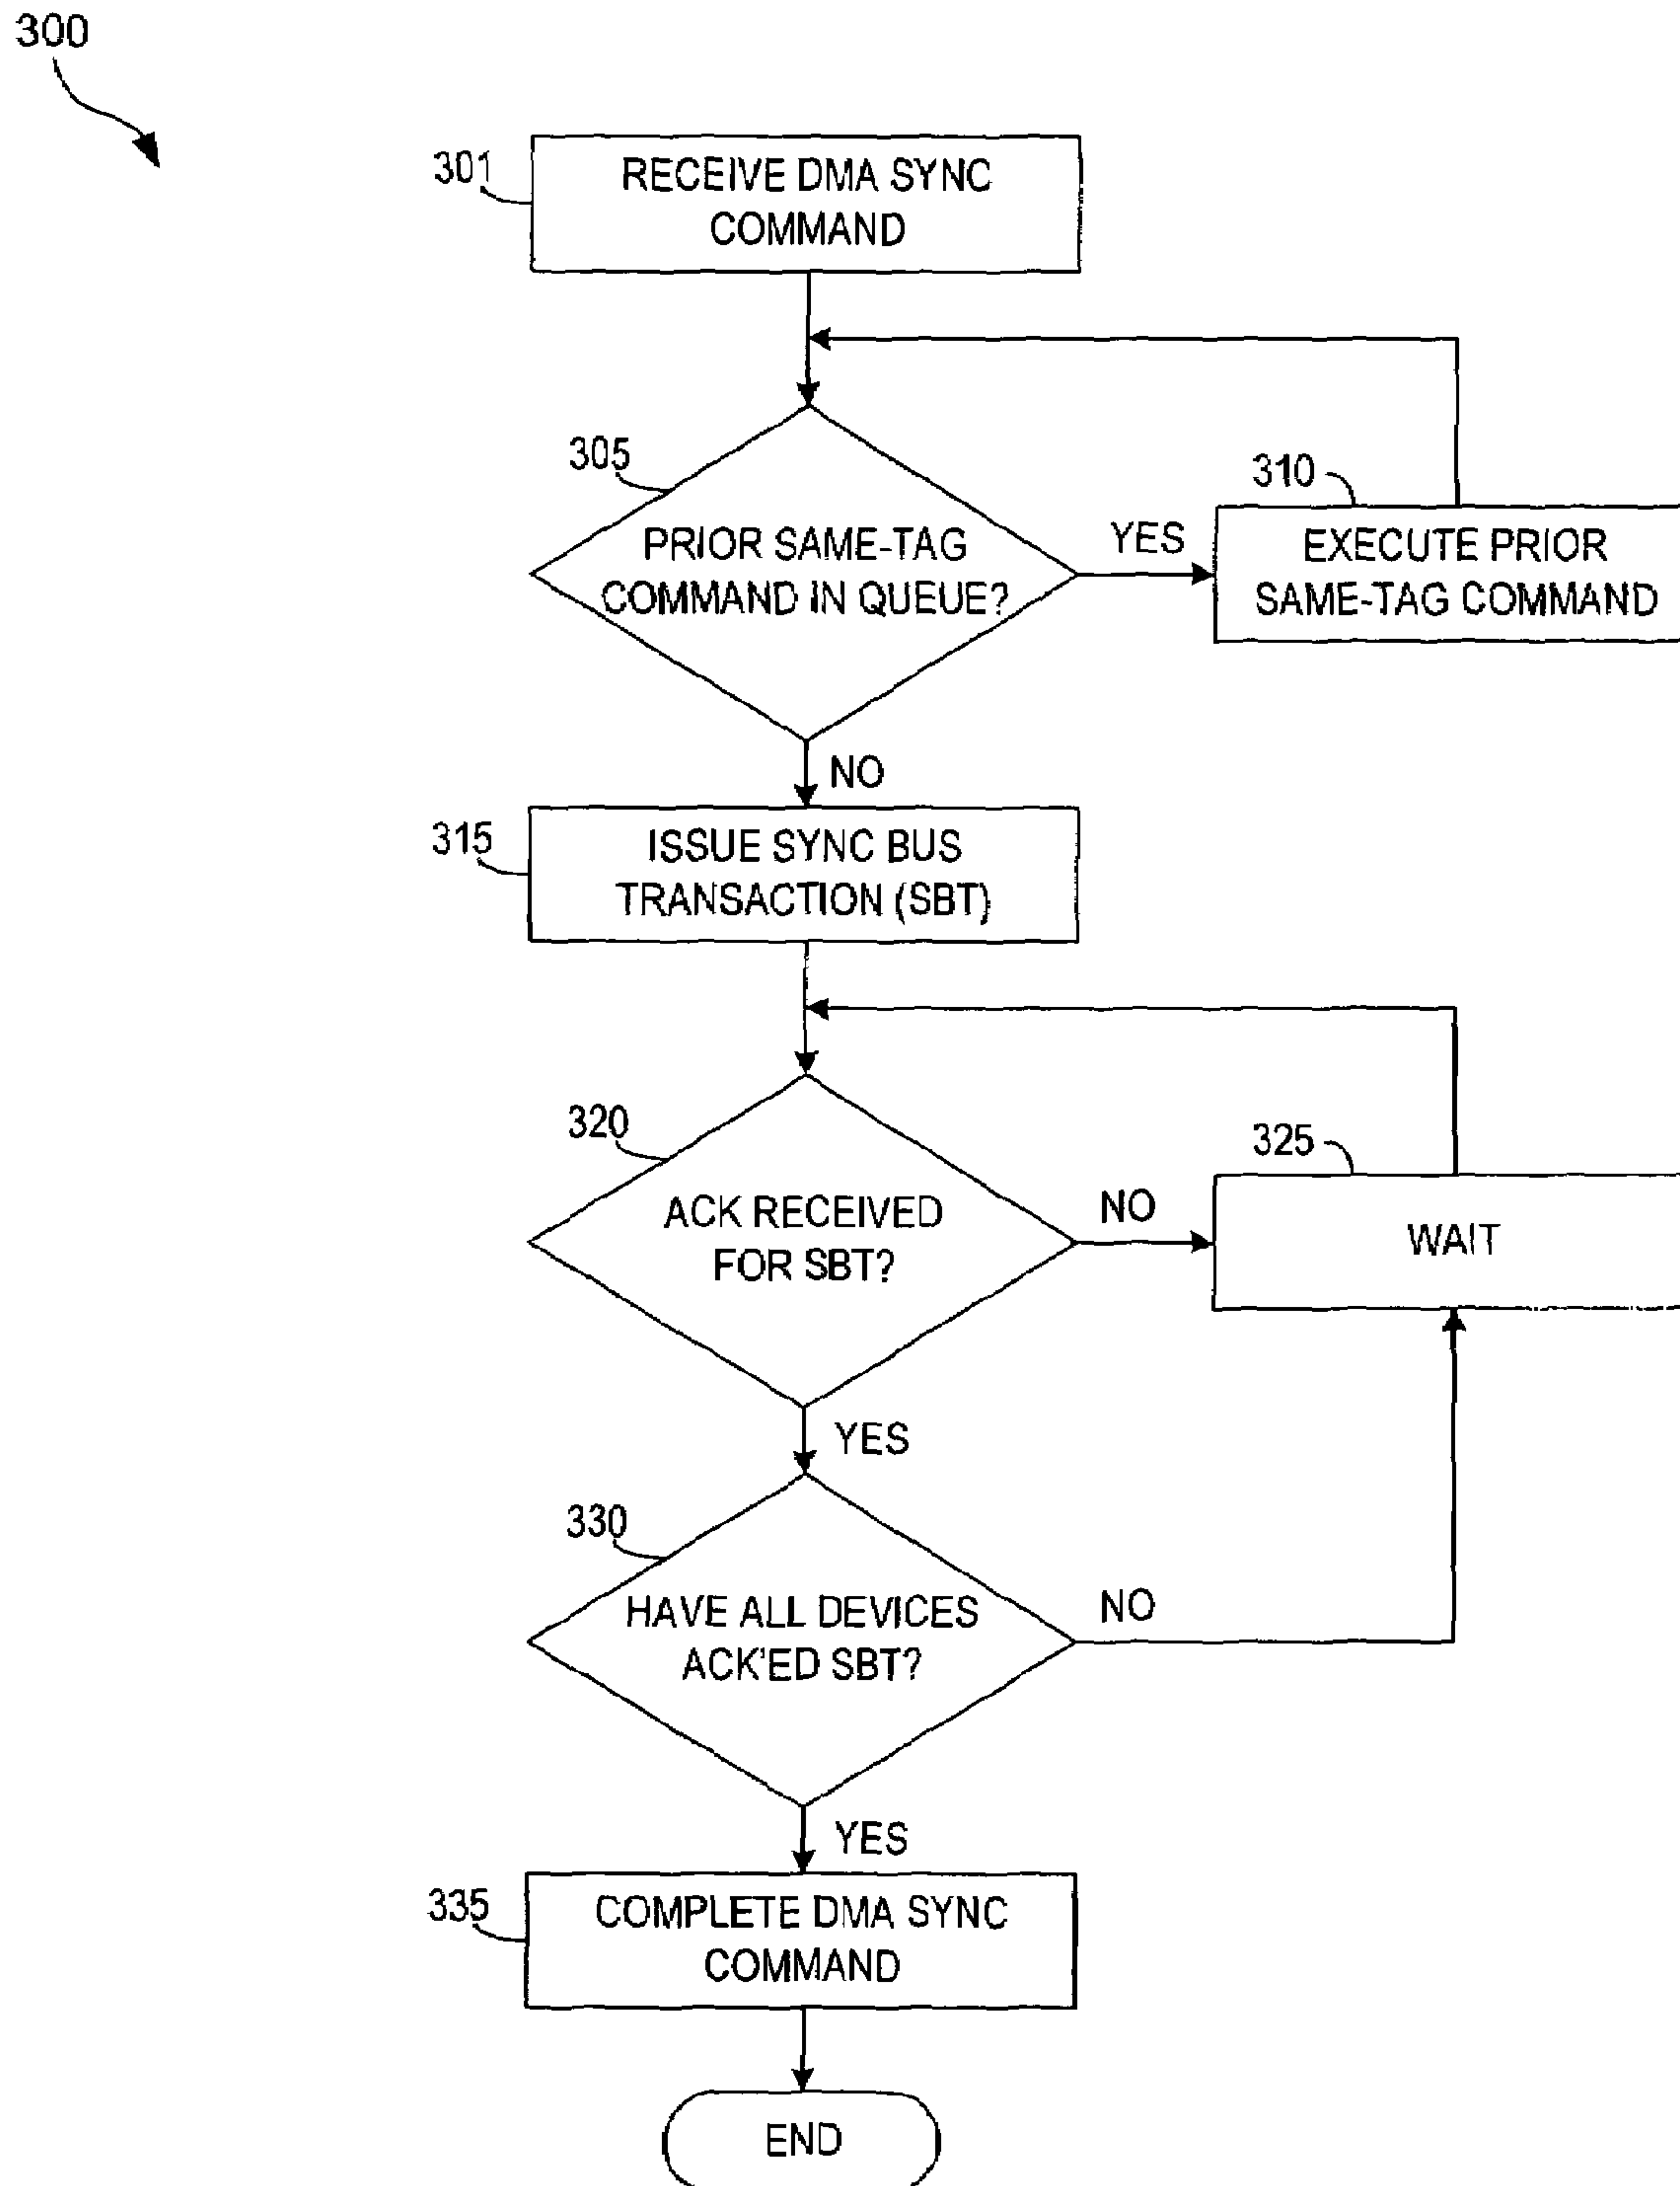 300
301
RECEIVE DMA SYNC
COMMAND
305
PRIOR SAME-TAG
COMMAND IN QUEUE?
YES
310
EXECUTE PRIOR
SAME-TAG COMMAND
NO
315
ISSUE SYNC BUS
TRANSACTION (SBT)
320
ACK RECEIVED
FOR SBT?
NO
325
WAIT
YES
330
HAVE ALL DEVICES
ACK'ED SBT?
NO
YES
335
COMPLETE DMA SYNC
COMMAND
END